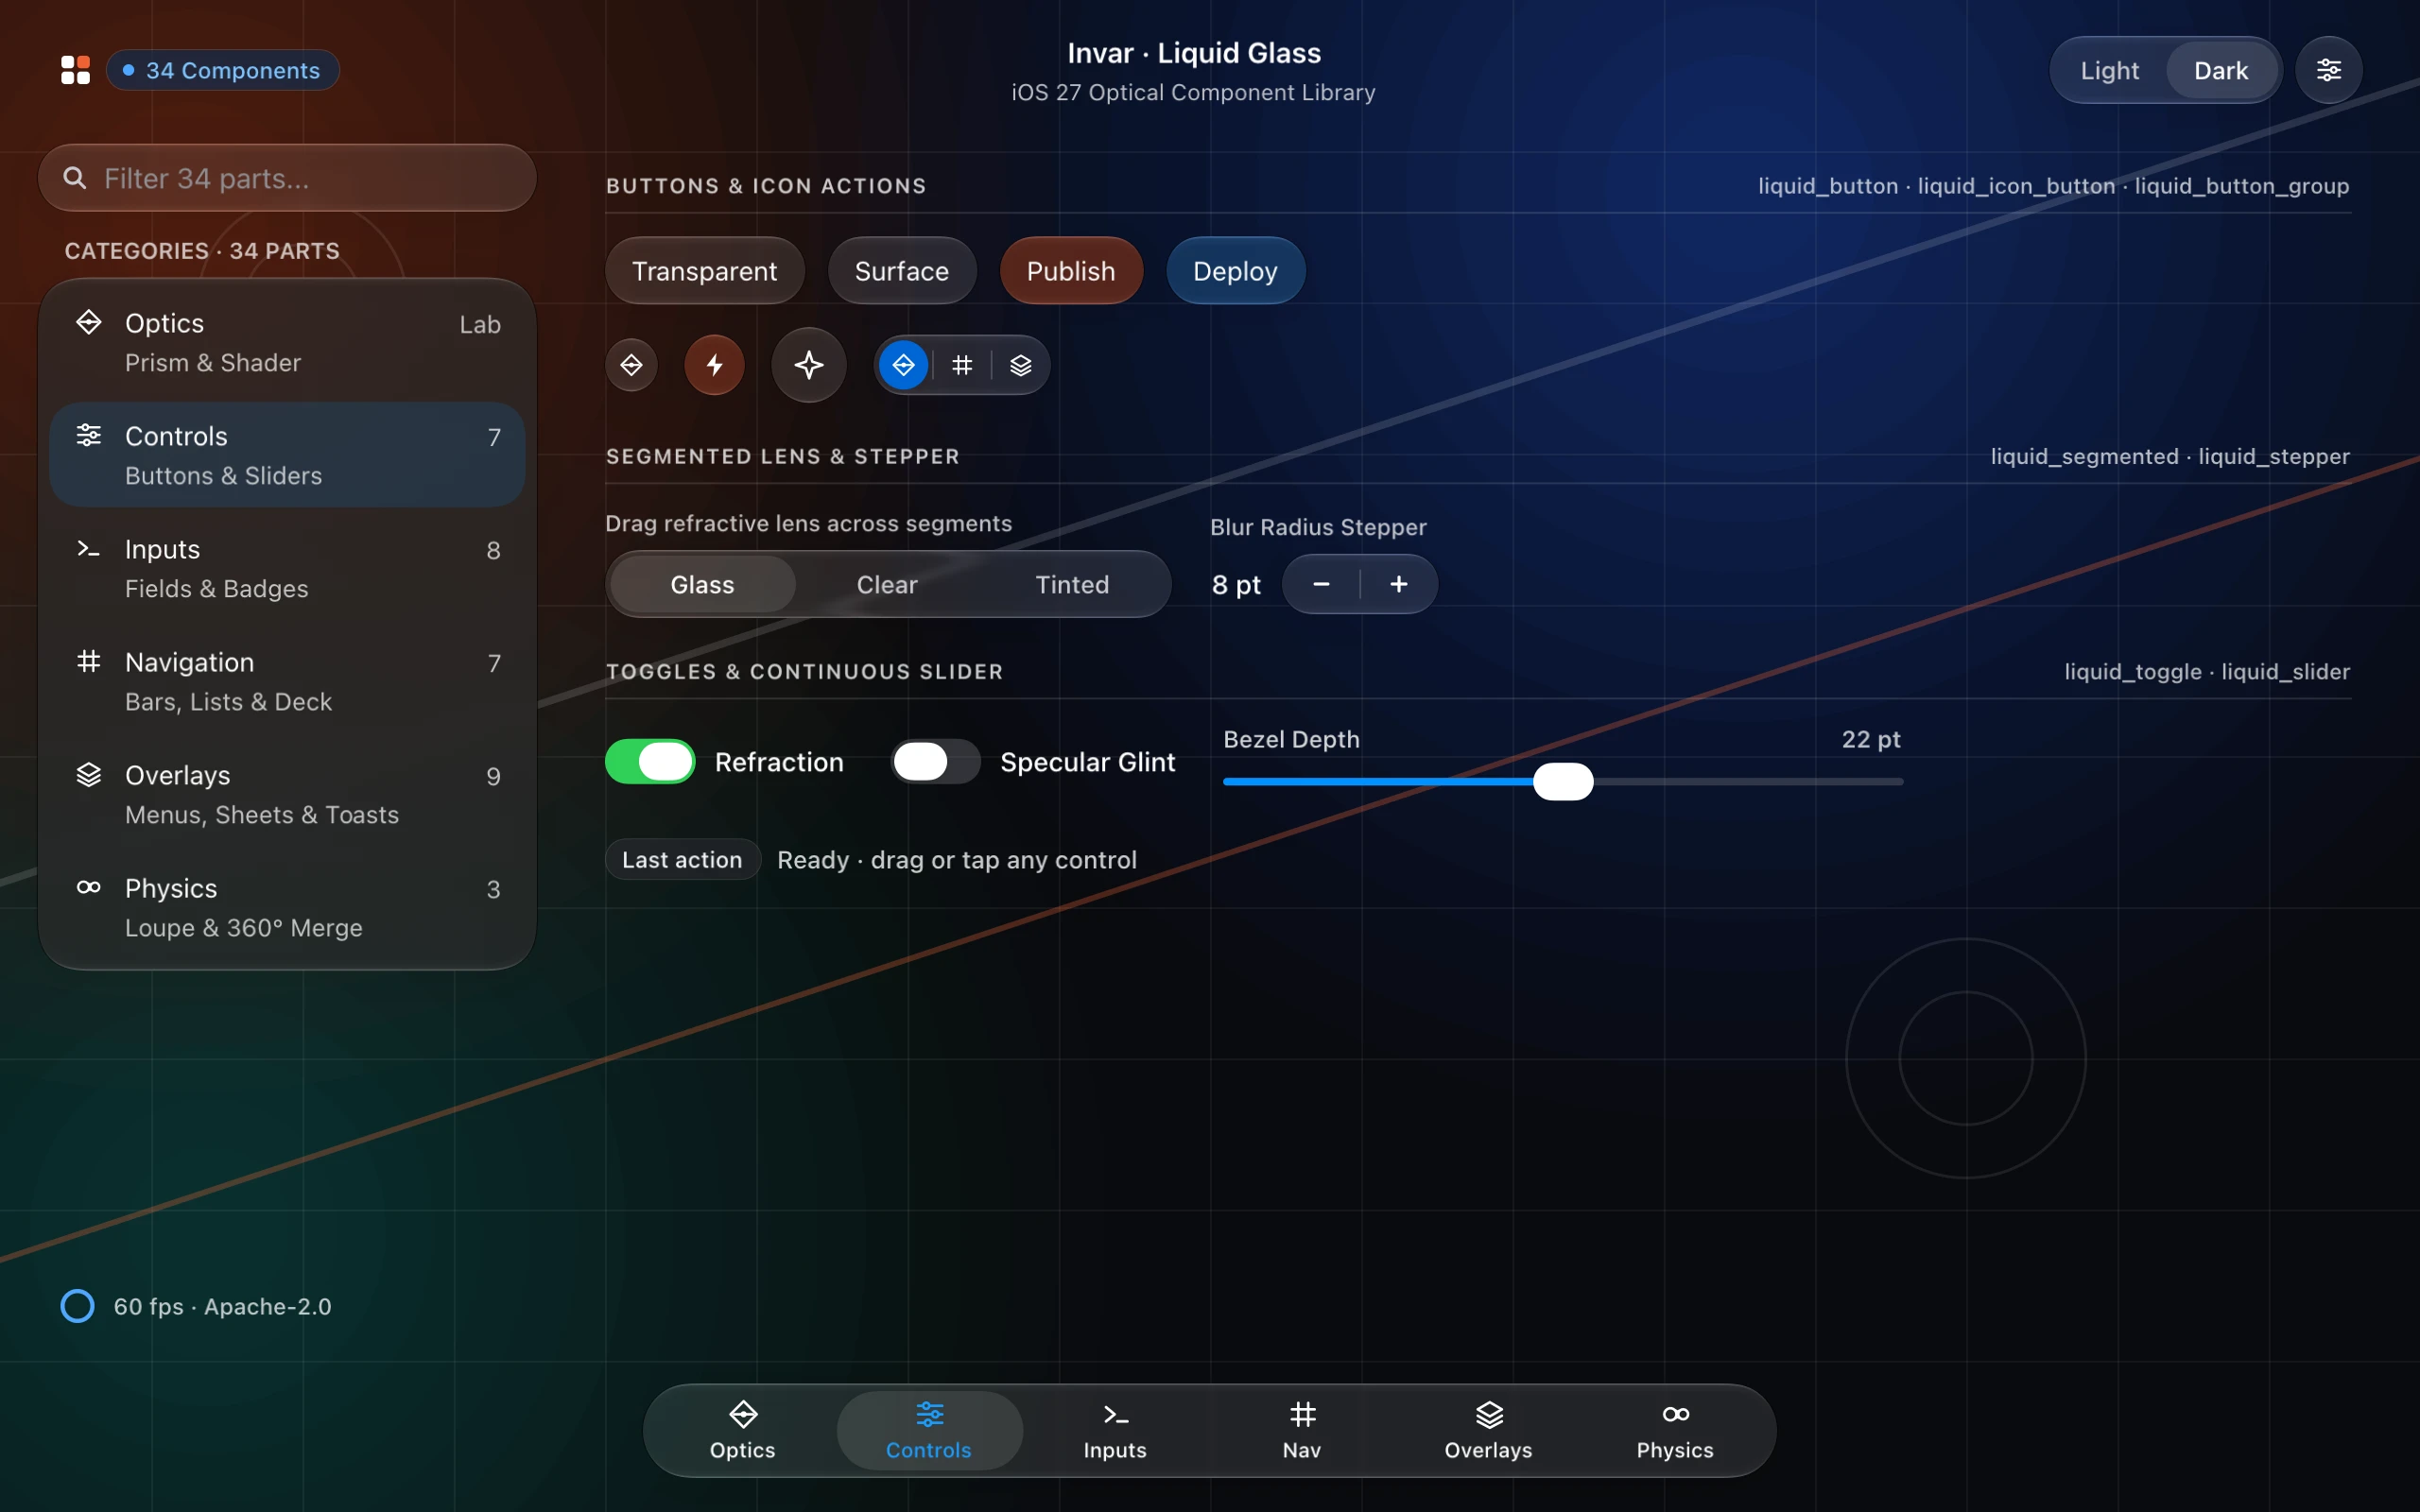 34 Components
Invar · Liquid Glass
iOS 27 Optical Component Library
Light
Dark
Filter 34 parts...
CATEGORIES · 34 PARTS
Optics
Lab
Prism & Shader
Controls
7
Buttons & Sliders
Inputs
8
Fields & Badges
Navigation
7
Bars, Lists & Deck
Overlays
9
Menus, Sheets & Toasts
Physics
3
Loupe & 360° Merge
60 fps · Apache-2.0
BUTTONS & ICON ACTIONS
liquid_button · liquid_icon_button · liquid_button_group
Transparent
Surface
Publish
Deploy
SEGMENTED LENS & STEPPER
liquid_segmented · liquid_stepper
Drag refractive lens across segments
Glass
Clear
Tinted
Blur Radius Stepper
8 pt
TOGGLES & CONTINUOUS SLIDER
liquid_toggle · liquid_slider
Refraction
Specular Glint
Bezel Depth
22 pt
Last action
Ready · drag or tap any control
Optics
Controls
Inputs
Nav
Overlays
Physics